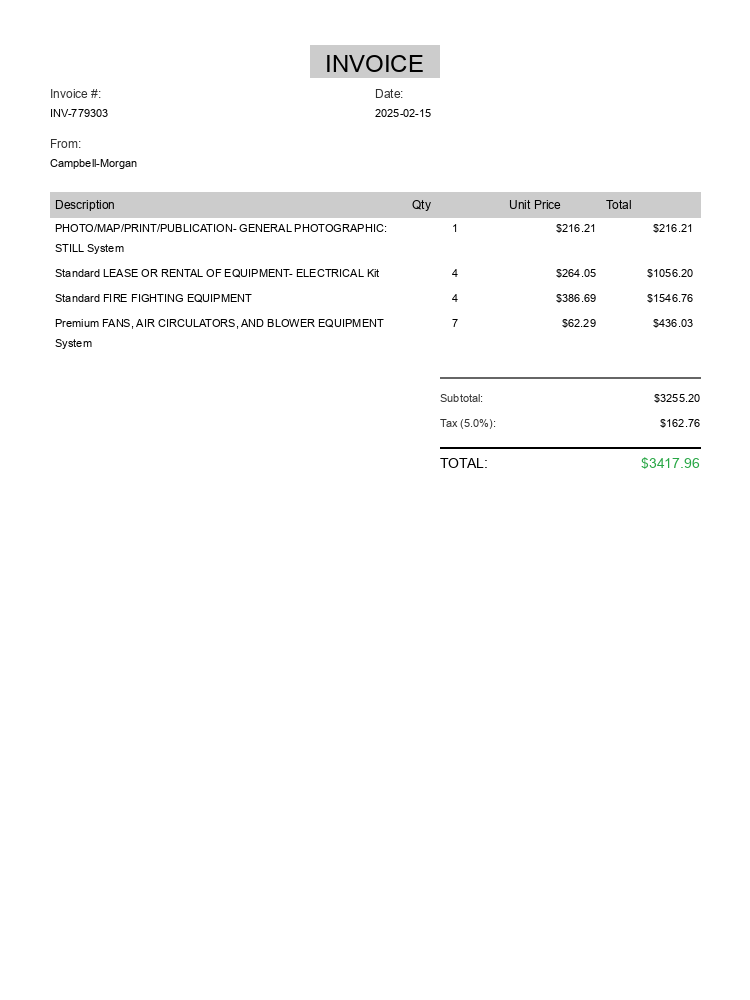 INVOICE
Invoice #: Date:
INV-779303 2025-02-15
From:
Campbell-Morgan
Description Qty Unit Price Total
PHOTO/MAP/PRINT/PUBLICATION- GENERAL PHOTOGRAPHIC: 1 $216.21 $216.21
STILL System
Standard LEASE OR RENTAL OF EQUIPMENT- ELECTRICAL Kit 4 $264.05 $1056.20
Standard FIRE FIGHTING EQUIPMENT 4 $386.69 $1546.76
Premium FANS, AIR CIRCULATORS, AND BLOWER EQUIPMENT 7 $62.29 $436.03
System
Subtotal: $3255.20
Tax (5.0%): $162.76
TOTAL: $3417.96